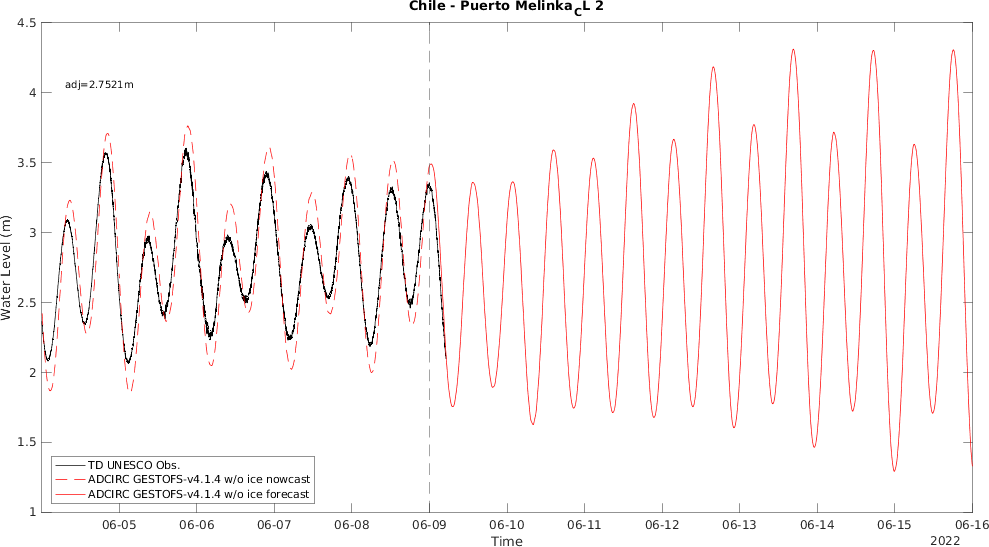 Chile - Puerto Melinka_CL 2
4.5
4
3.5
3
2.5
2
1.5
1
Water Level (m)
adj=2.7521m
TD UNESCO Obs.
ADCIRC GESTOFS-v4.1.4 w/o ice nowcast
ADCIRC GESTOFS-v4.1.4 w/o ice forecast
06-05 06-06 06-07 06-08 06-09 06-10 06-11 06-12 06-13 06-14 06-15 06-16
Time
2022